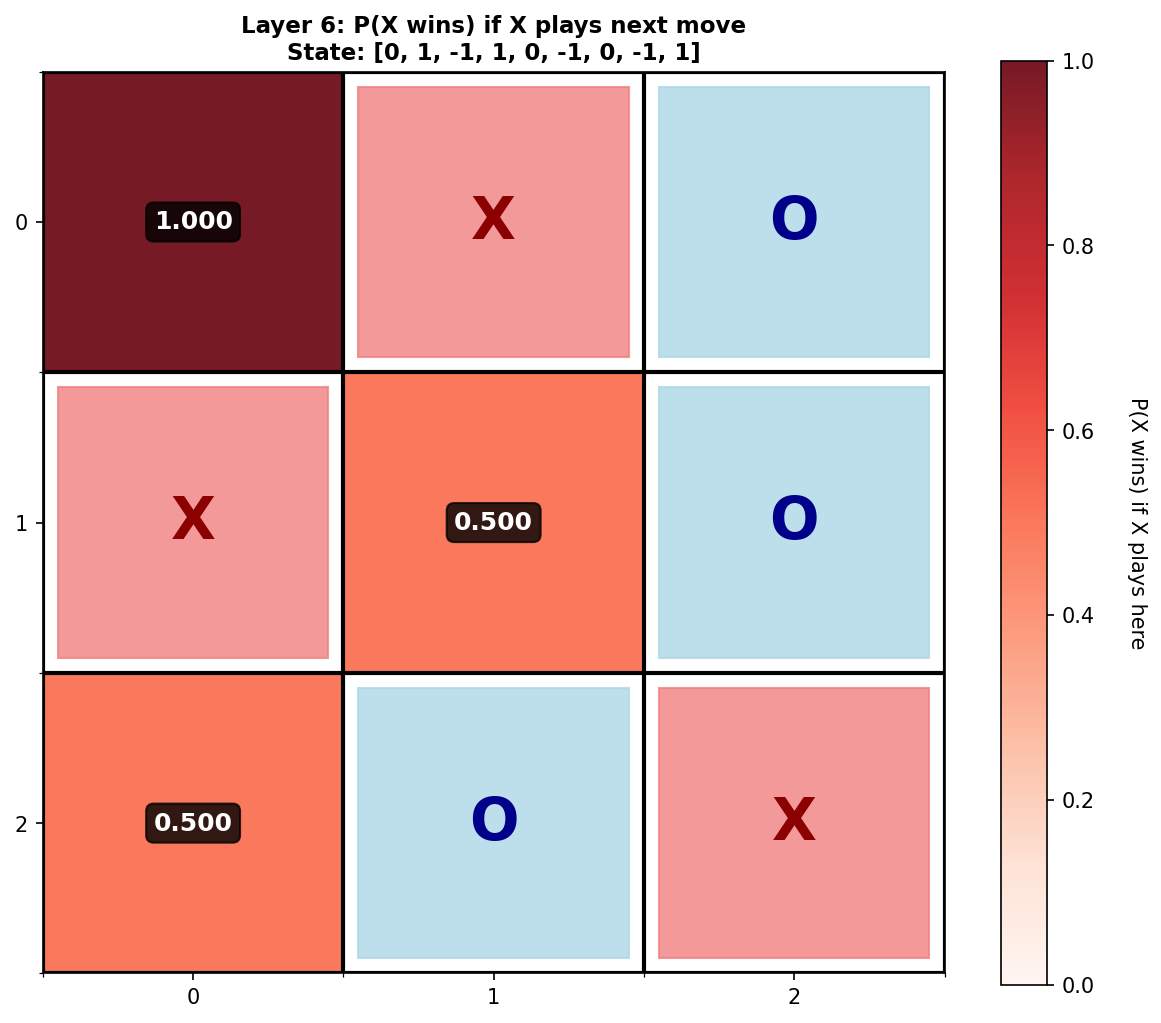 Layer 6: P(X wins) if X plays next move
State: [0, 1, -1, 1, 0, -1, 0, -1, 1]
0
1.000
X
O
1
X
0.500
O
2
0.500
O
X
0
1
2
1.0
0.8
0.6
0.4
0.2
0.0
P(X wins) if X plays here